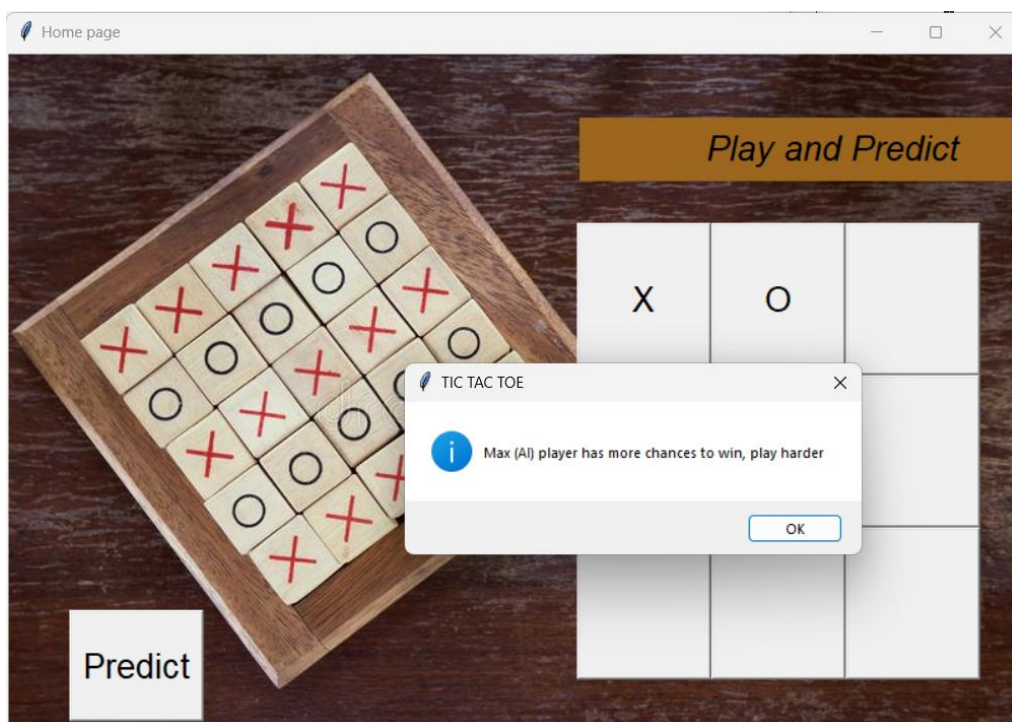 Home page
Play and Predict
X O
TIC TAC TOE
Max (AI) player has more chances to win, play harder
OK
Predict